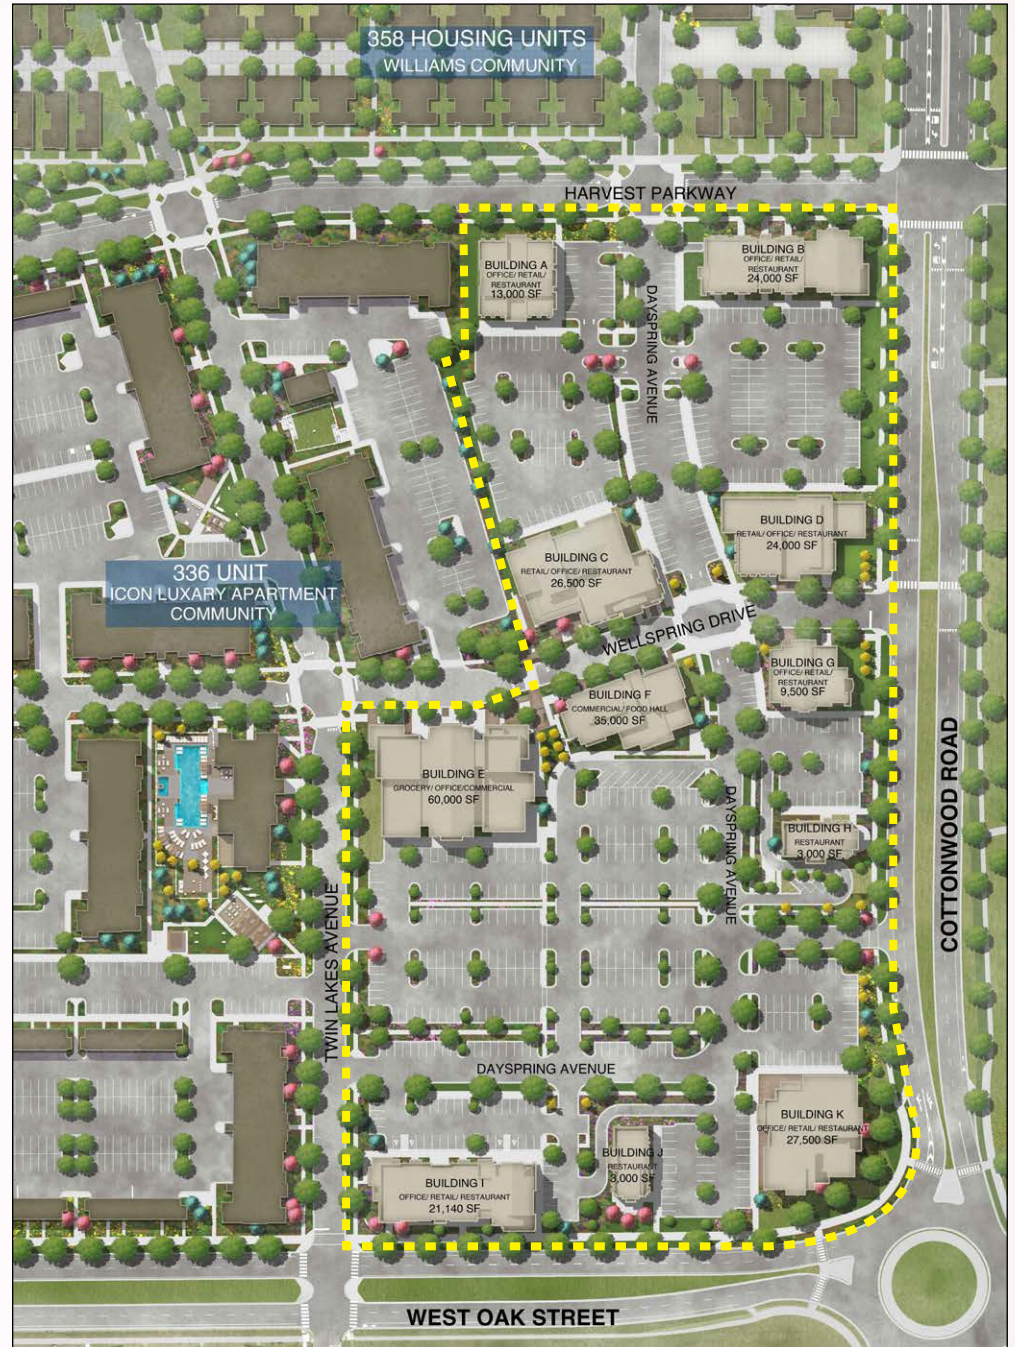 358 HOUSING UNITS
WILLIAMS COMMUNITY
HARVEST PARKWAY
BUILDING A
OFFICE/ RETAIL/
RESTAURANT
13,000 SF
BUILDING B
OFFICE/ RETAIL/
RESTAURANT
24,000 SF
DAYSPRING AVENUE
BUILDING C
RETAIL/ OFFICE/ RESTAURANT
26,500 SF
BUILDING D
RETAIL/ OFFICE/ RESTAURANT
24,000 SF
336 UNIT
ICON LUXARY APARTMENT
COMMUNITY
WELLSPRING DRIVE
BUILDING G
OFFICE/ RETAIL/
RESTAURANT
9,500 SF
BUILDING F
COMMERCIAL/ FOOD HALL
35,000 SF
BUILDING E
GROCERY/ OFFICE/COMMERCIAL
60,000 SF
DAYSPRING AVENUE
BUILDING H
RESTAURANT
3,000 SF
COTTONWOOD ROAD
TWIN LAKES AVENUE
DAYSPRING AVENUE
BUILDING K
OFFICE/ RETAIL/ RESTAURANT
27,500 SF
BUILDING J
RESTAURANT
3,000 SF
BUILDING I
OFFICE/ RETAIL/ RESTAURANT
21,140 SF
WEST OAK STREET